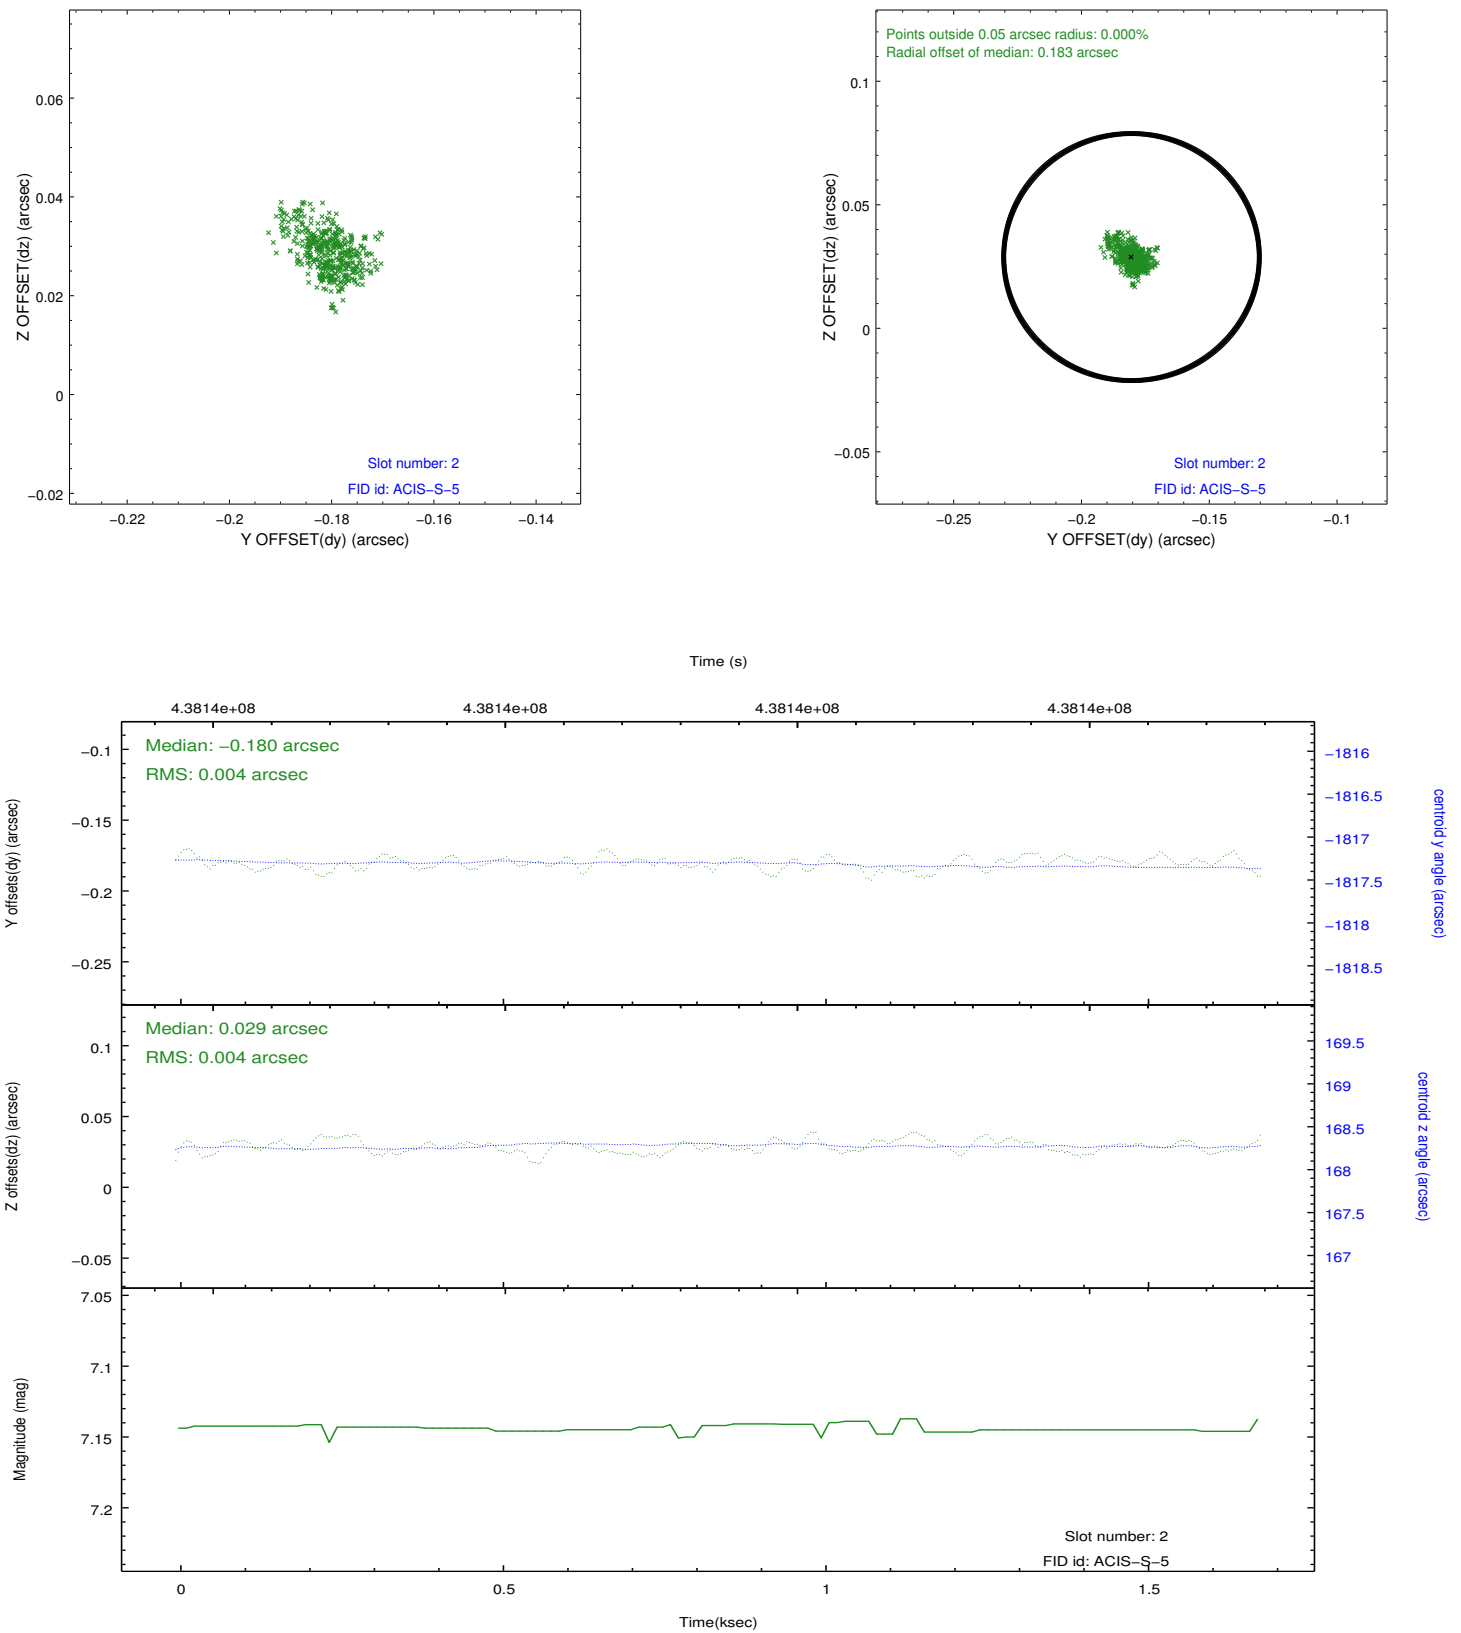 0.06
0.04
0.02
0
−0.02
Z OFFSET(dz) (arcsec)
Slot number: 2
FID id: ACIS−S−5
−0.22
−0.2
−0.18
−0.16
−0.14
Y OFFSET(dy) (arcsec)
Points outside 0.05 arcsec radius: 0.000%
Radial offset of median: 0.183 arcsec
0.1
0.05
0
−0.05
Z OFFSET(dz) (arcsec)
Slot number: 2
FID id: ACIS−S−5
−0.25
−0.2
−0.15
−0.1
Y OFFSET(dy) (arcsec)
Time (s)
4.3814e+08
4.3814e+08
4.3814e+08
4.3814e+08
Median: −0.180 arcsec
RMS: 0.004 arcsec
−0.1
−0.15
−0.2
−0.25
Y offsets(dy) (arcsec)
−1816
−1816.5
−1817
−1817.5
−1818
−1818.5
centroid y angle (arcsec)
Median: 0.029 arcsec
RMS: 0.004 arcsec
0.1
0.05
0
−0.05
Z offsets(dz) (arcsec)
169.5
169
168.5
168
167.5
167
centroid z angle (arcsec)
7.05
7.1
7.15
7.2
Magnitude (mag)
Slot number: 2
FID id: ACIS−S−5
0
0.5
1
1.5
Time(ksec)